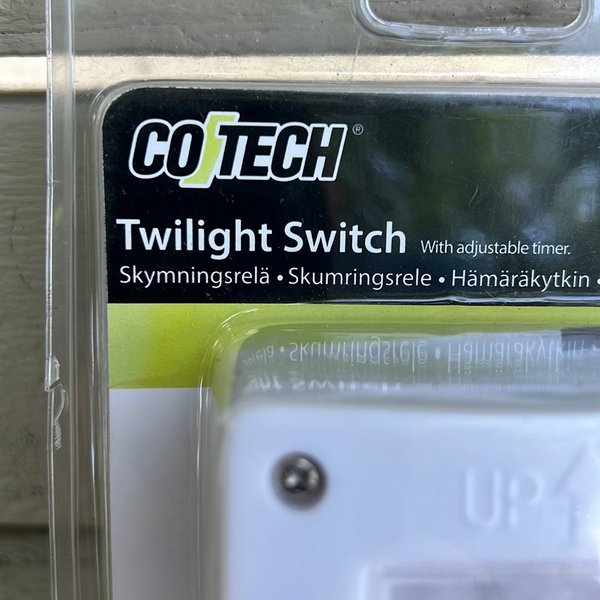 COTECH®
Twilight Switch With adjustable timer.
Skymningsrelä • Skumringsrele • Hämäräkytkin •
UP